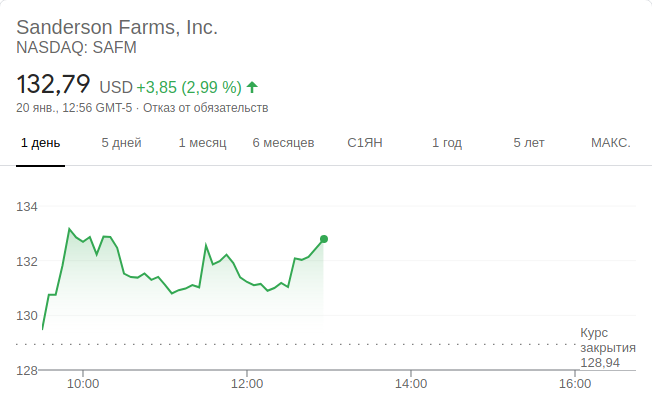 Sanderson Farms, Inc.
NASDAQ: SAFM
132,79 USD +3,85 (2,99 %)
20 янв., 12:56 GMT-5 · Отказ от обязательств
1 день 5 дней 1 месяц 6 месяцев С1ЯН 1 год 5 лет МАКС.
134
132
130
Курс
закрытия
128,94
128
10:00 12:00 14:00 16:00